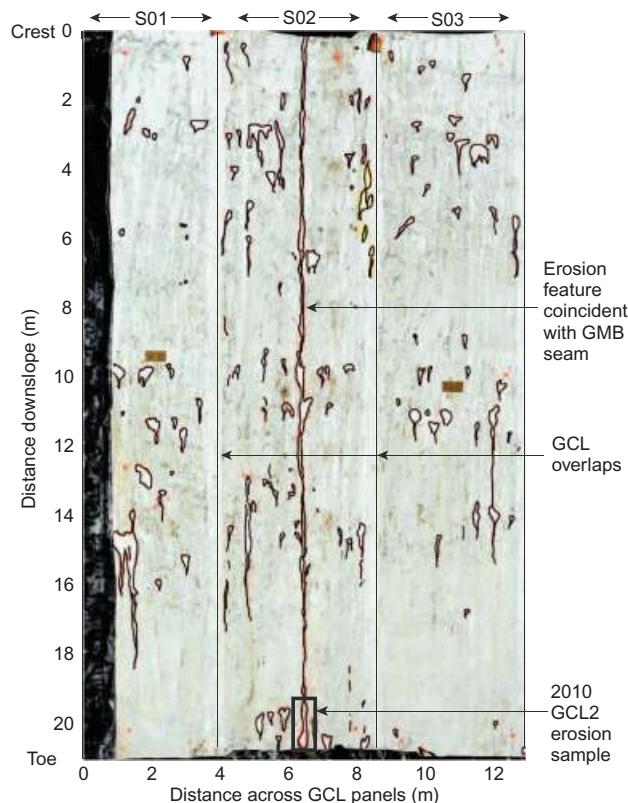 S01 S02 S03
Crest 0
2
4
6
8
10
12
14
16
18
20
Toe
Distance downslope (m)
Erosion
feature
coincident
with GMB
seam
GCL
overlaps
2010
GCL2
erosion
sample
0 2 4 6 8 10 12
Distance across GCL panels (m)